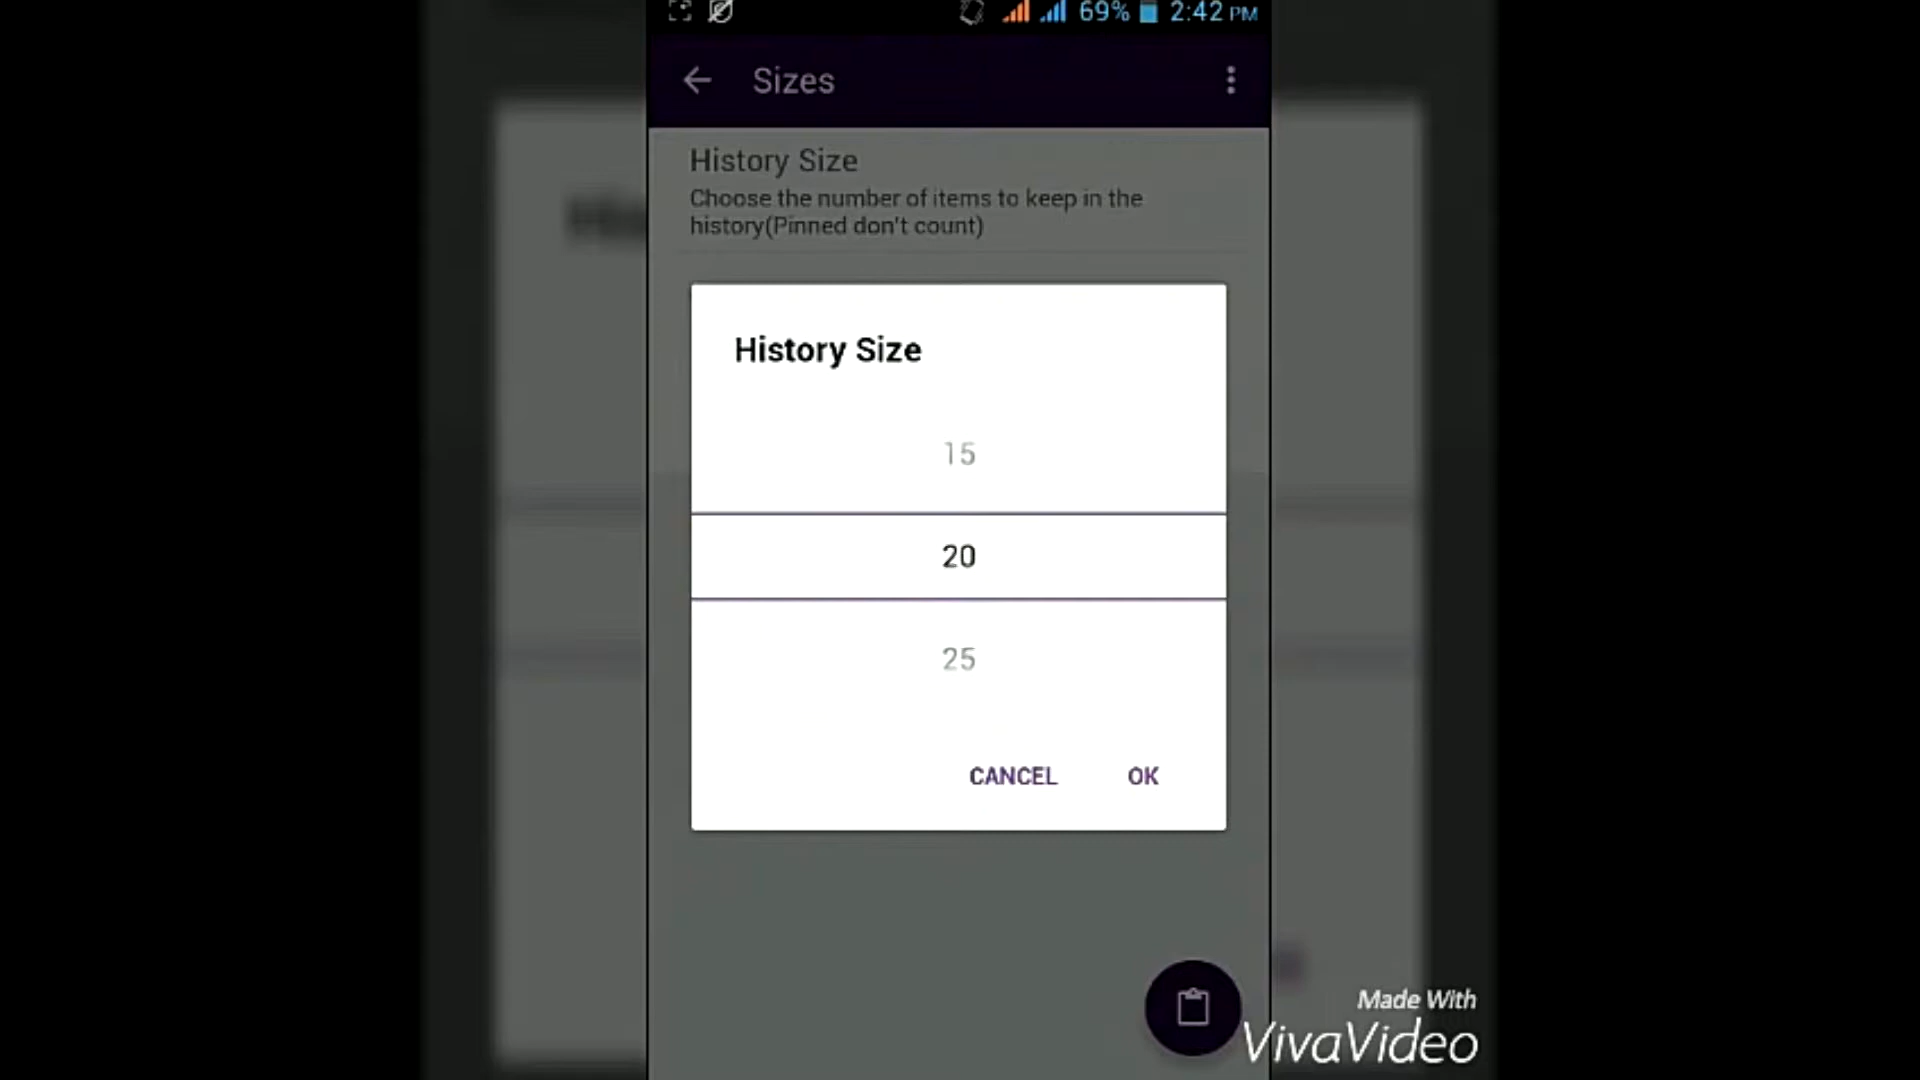 69% 2:42 PM
Sizes
History Size
Choose the number of items to keep in the
history(Pinned don't count)
History Size
15
20
25
CANCEL OK
Made With
VivaVideo